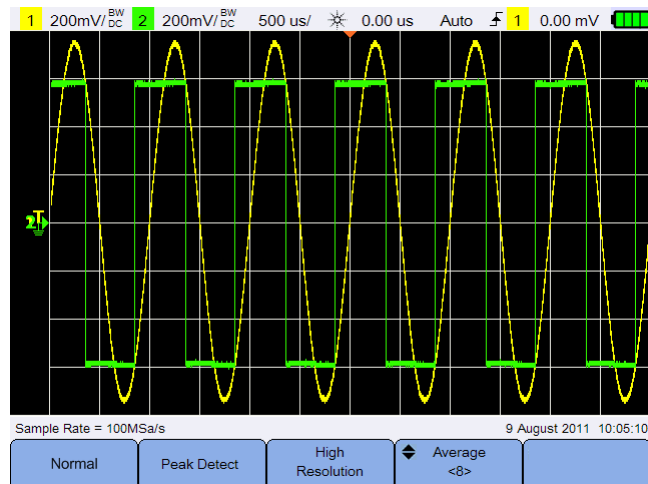 1 200mV/ BW DC 2 200mV/ BW DC 500 us/ 0.00 us Auto 1 0.00 mV
2
T
Sample Rate = 100MSa/s 9 August 2011 10:05:10
Normal Peak Detect High Resolution Average <8>